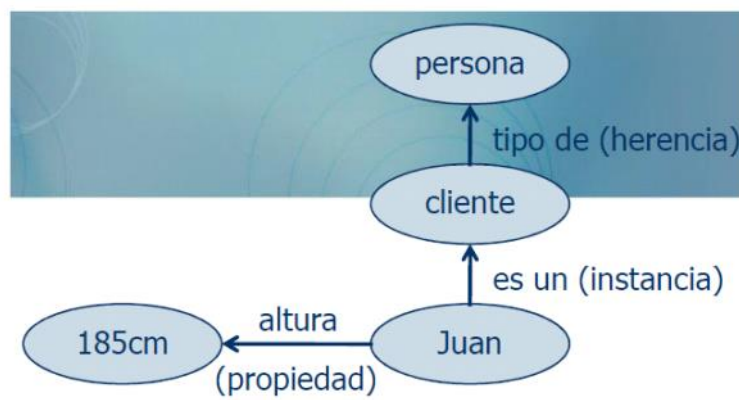 persona
tipo de (herencia)
cliente
es un (instancia)
altura
185cm
Juan
(propiedad)